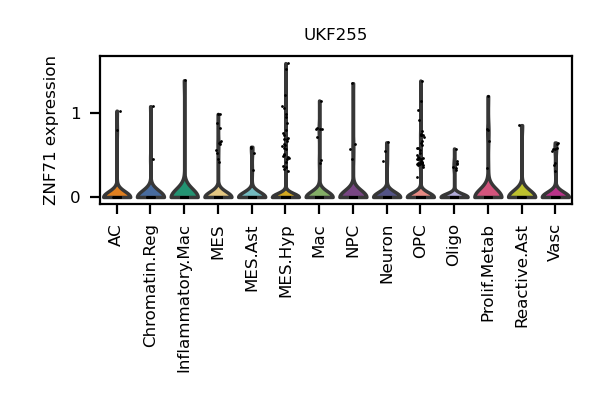 UKF255
ZNF71 expression
1
0
AC
Chromatin.Reg
Inflammatory.Mac
MES
MES.Ast
MES.Hyp
Mac
NPC
Neuron
OPC
Oligo
Prolif.Metab
Reactive.Ast
Vasc